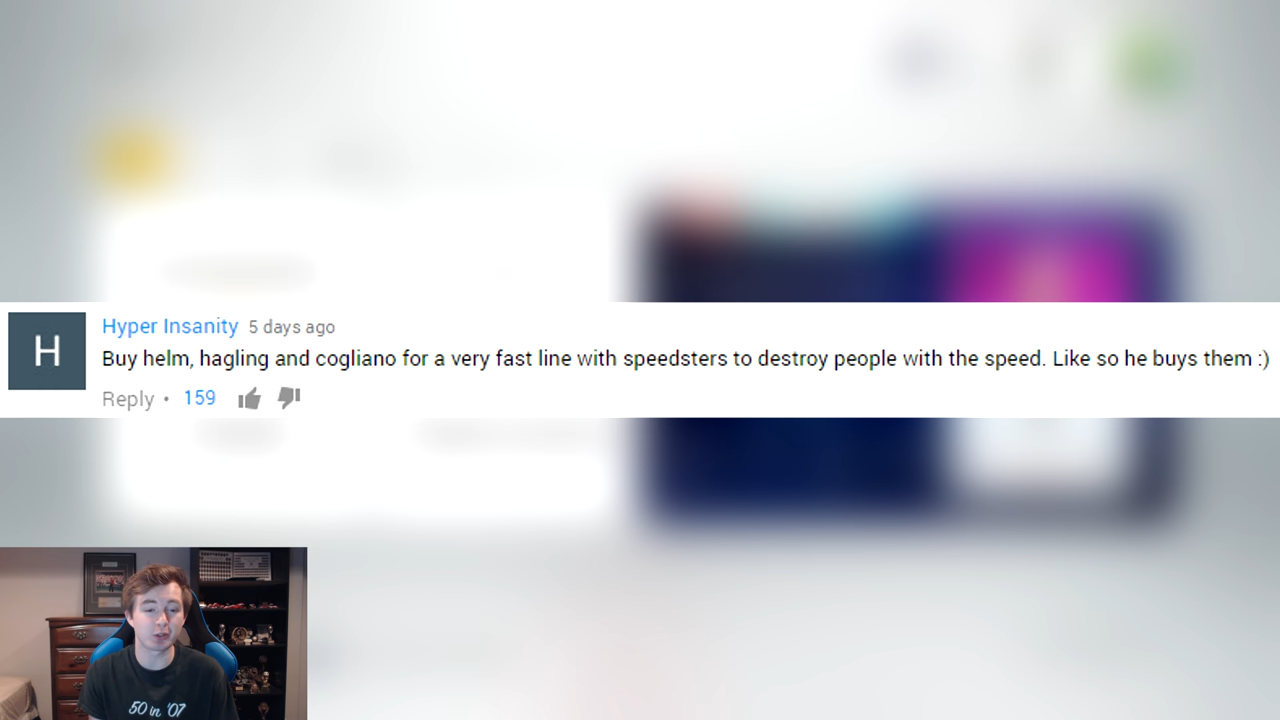 H
Hyper Insanity 5 days ago
Buy helm, hagling and cogliano for a very fast line with speedsters to destroy people with the speed. Like so he buys them :)
Reply • 159
50 in '07